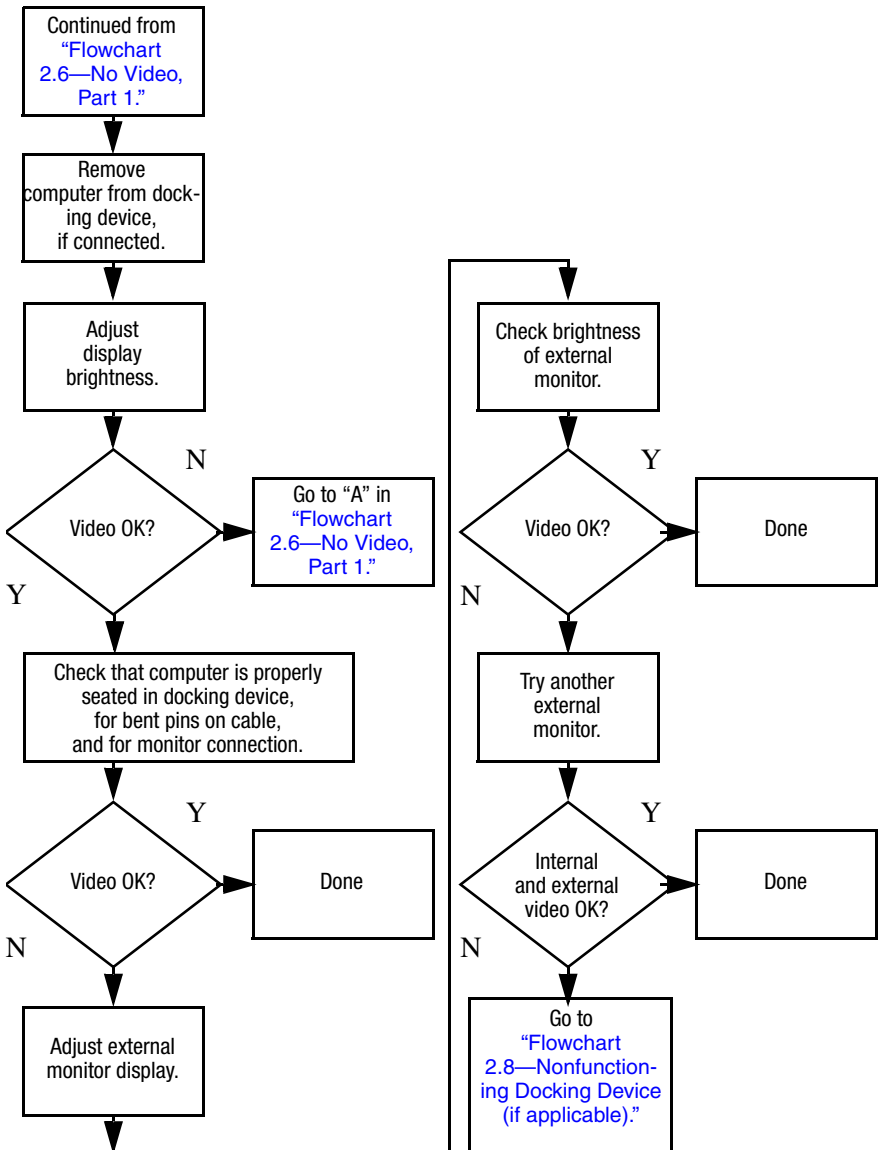 Continued from
“Flowchart
2.6—No Video,
Part 1.”
Remove
computer from dock-
ing device,
if connected.
Adjust
display
brightness.
N
Video OK?
Go to “A” in
“Flowchart
2.6—No Video,
Part 1.”
Y
Check that computer is properly
seated in docking device,
for bent pins on cable,
and for monitor connection.
Y
Video OK?
Done
N
Adjust external
monitor display.
Check brightness
of external
monitor.
Y
Video OK?
Done
N
Try another
external
monitor.
Y
Internal
and external
video OK?
Done
N
Go to
“Flowchart
2.8—Nonfunction-
ing Docking Device
(if applicable).”